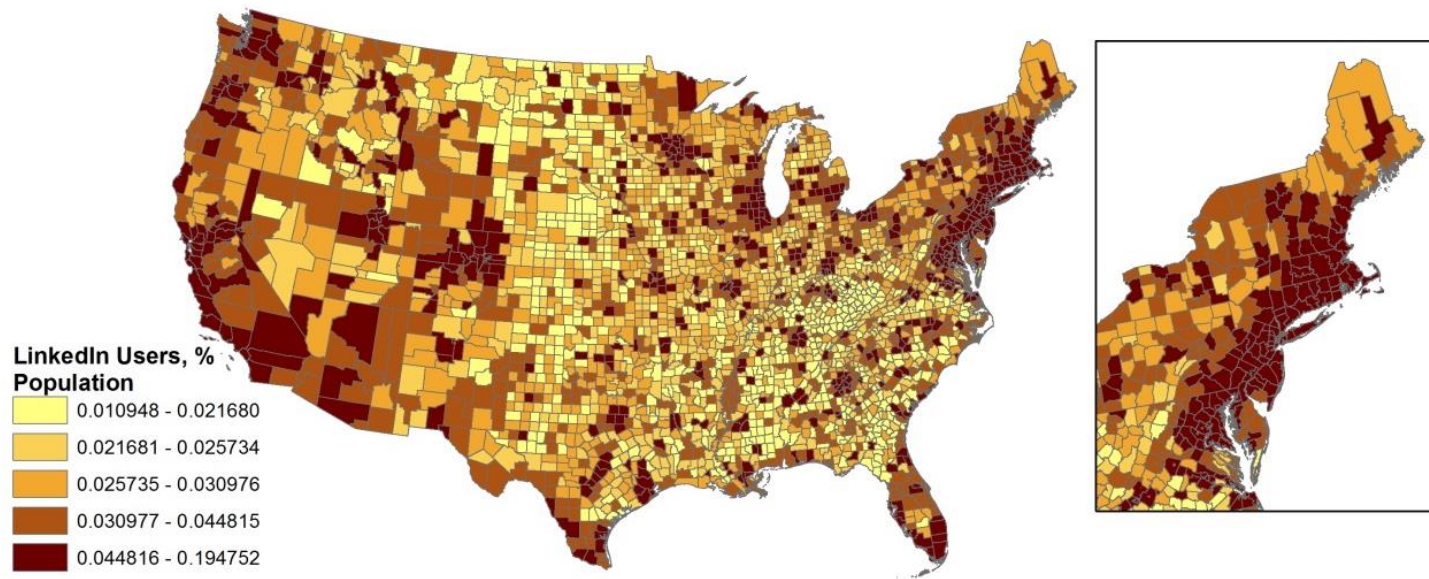 LinkedIn Users, %
Population
0.010948 - 0.021680
0.021681 - 0.025734
0.025735 - 0.030976
0.030977 - 0.044815
0.044816 - 0.194752